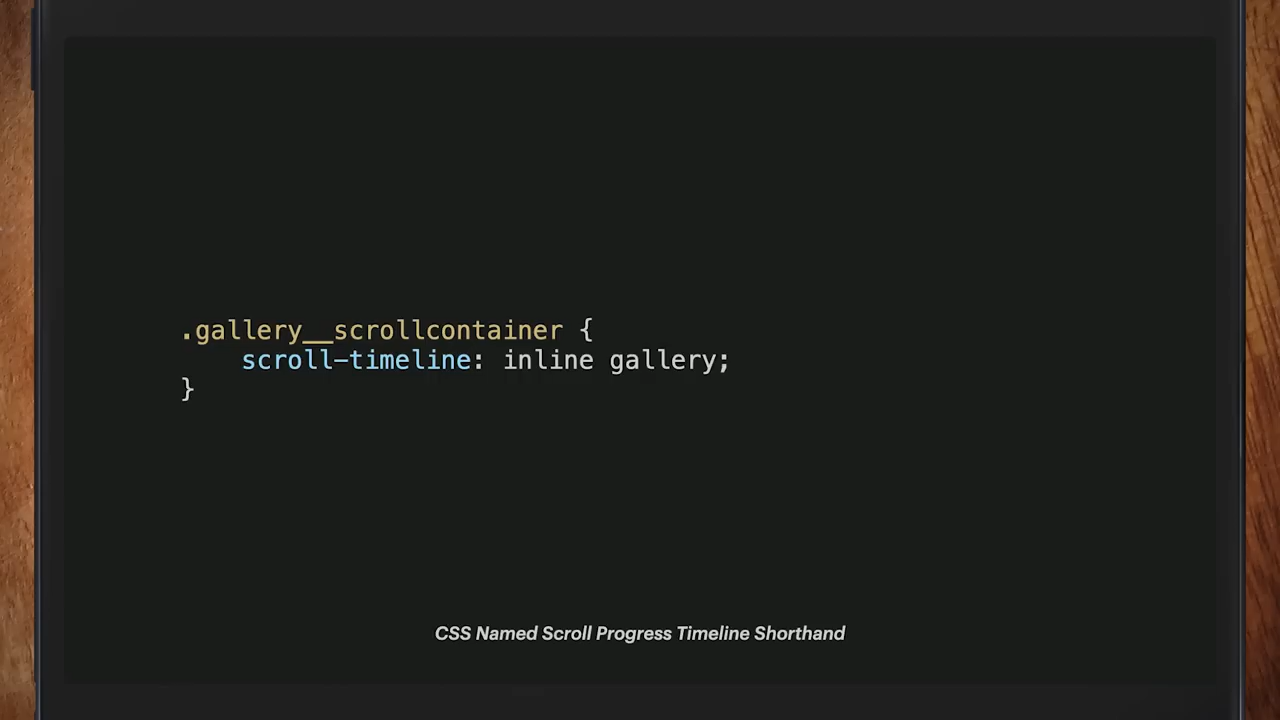 .gallery__scrollcontainer {
    scroll-timeline: inline gallery;
}
CSS Named Scroll Progress Timeline Shorthand